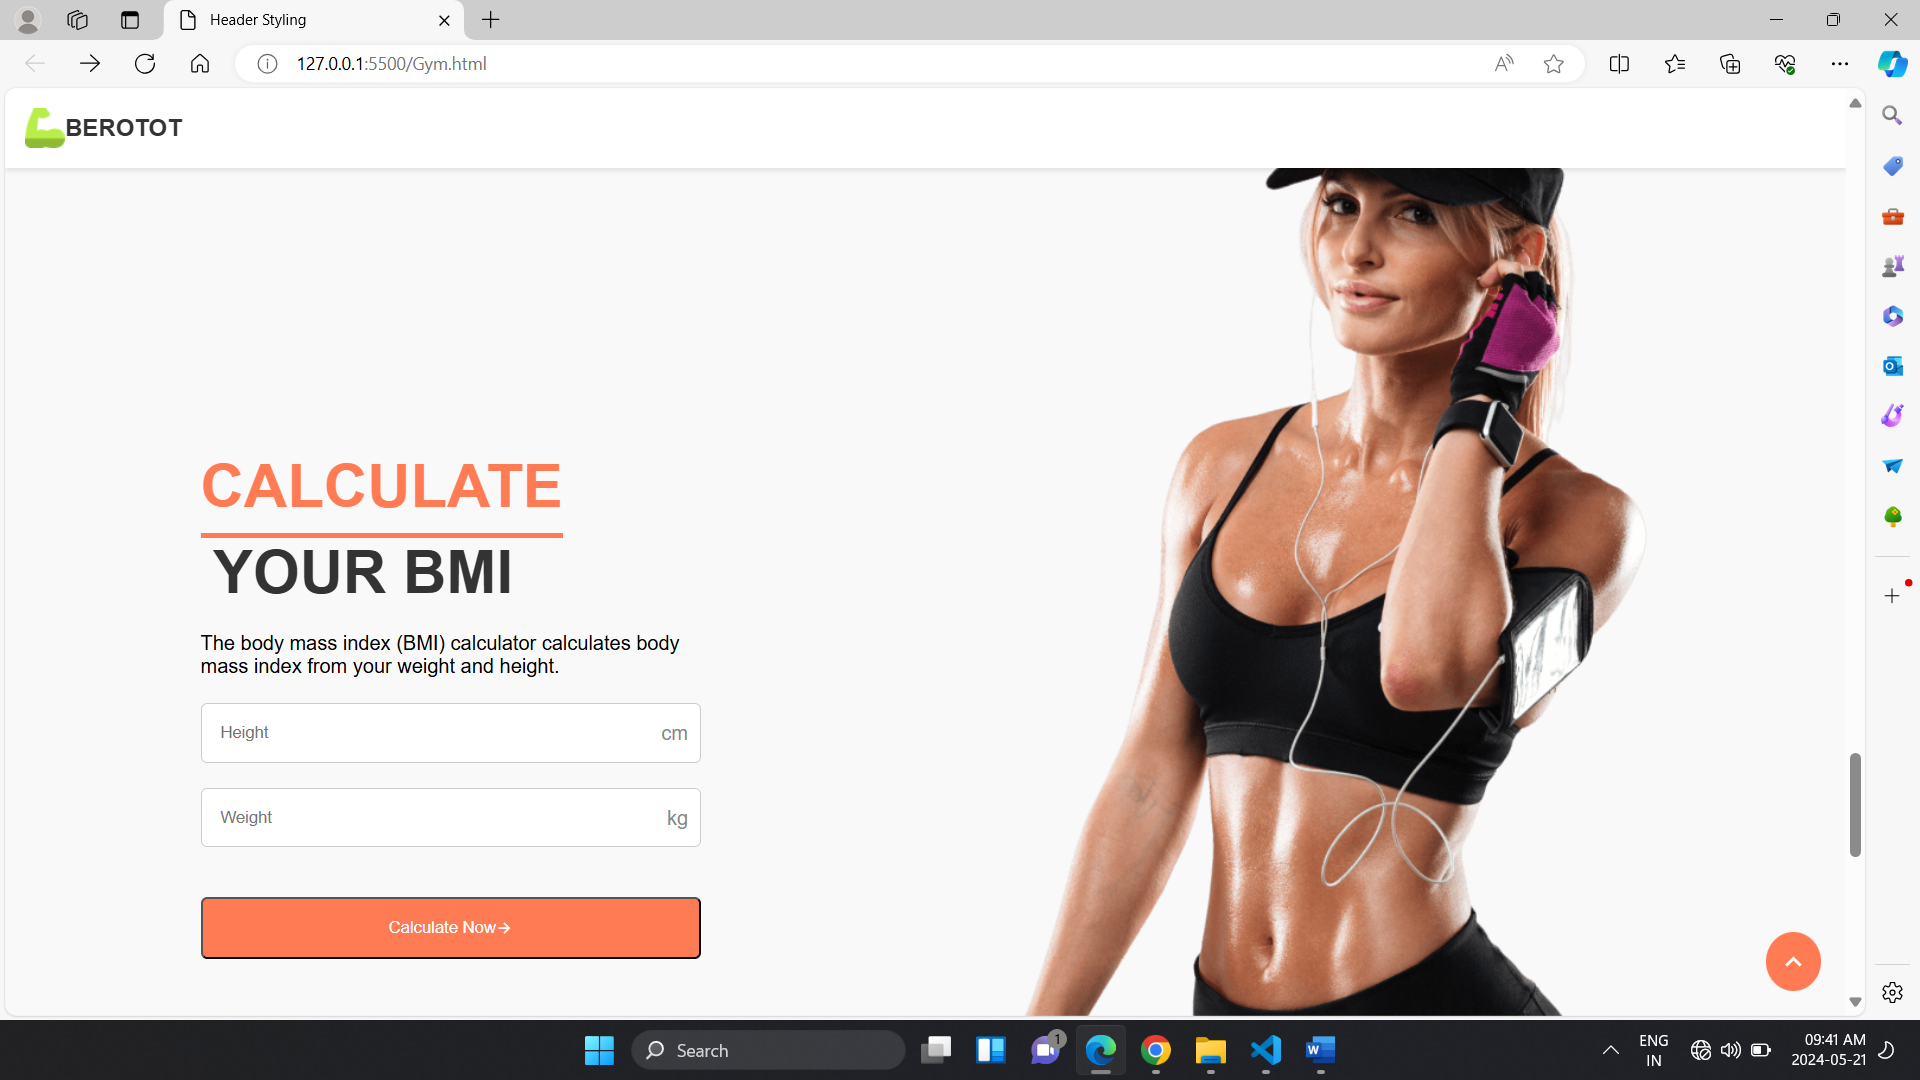 Header Styling
127.0.0.1:5500/Gym.html
BEROTOT
CALCULATE
YOUR BMI
The body mass index (BMI) calculator calculates body
mass index from your weight and height.
Height cm
Weight kg
Calculate Now→
Search
1
ENG
IN
09:41 AM
2024-05-21